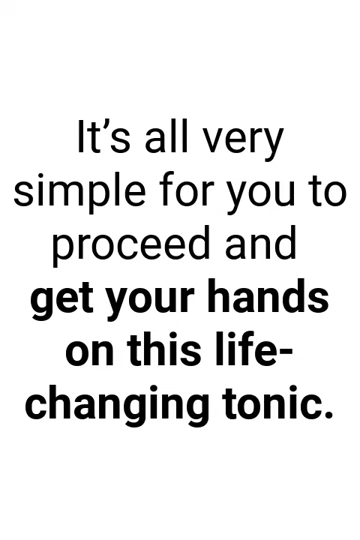 It’s all very
simple for you to
proceed and
get your hands
on this life-
changing tonic.